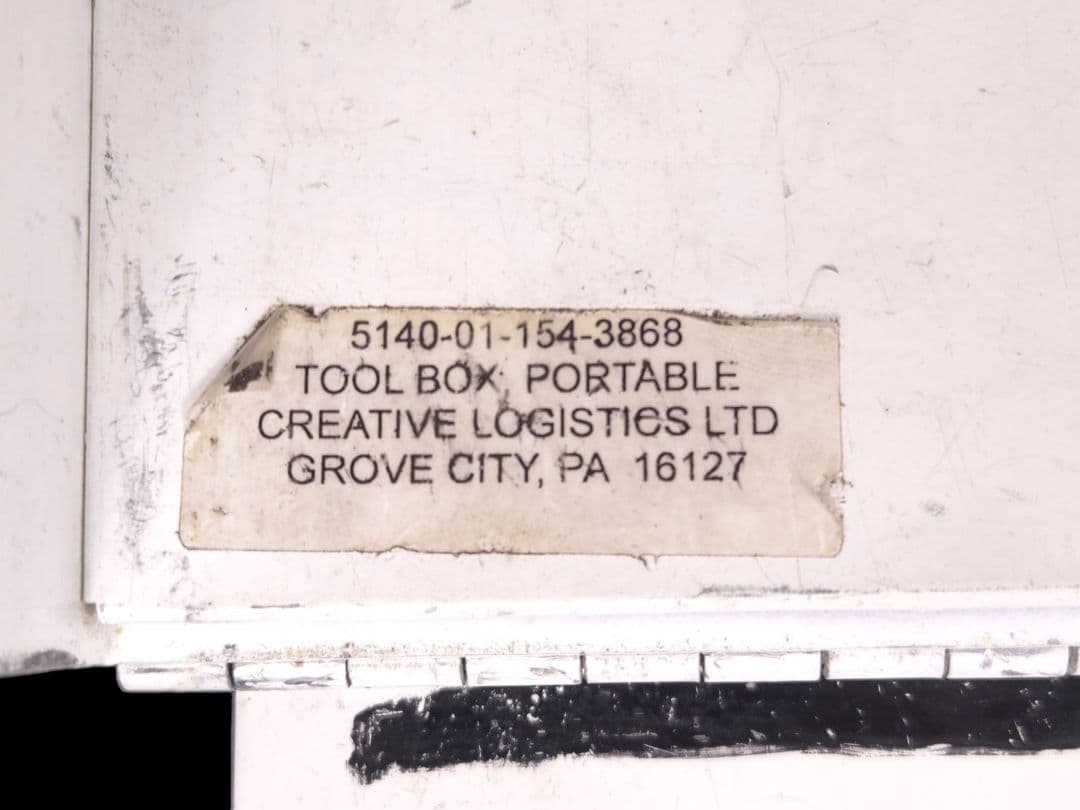 5140-01-154-3868
TOOL BOX, PORTABLE
CREATIVE LOGISTICS LTD
GROVE CITY, PA 16127